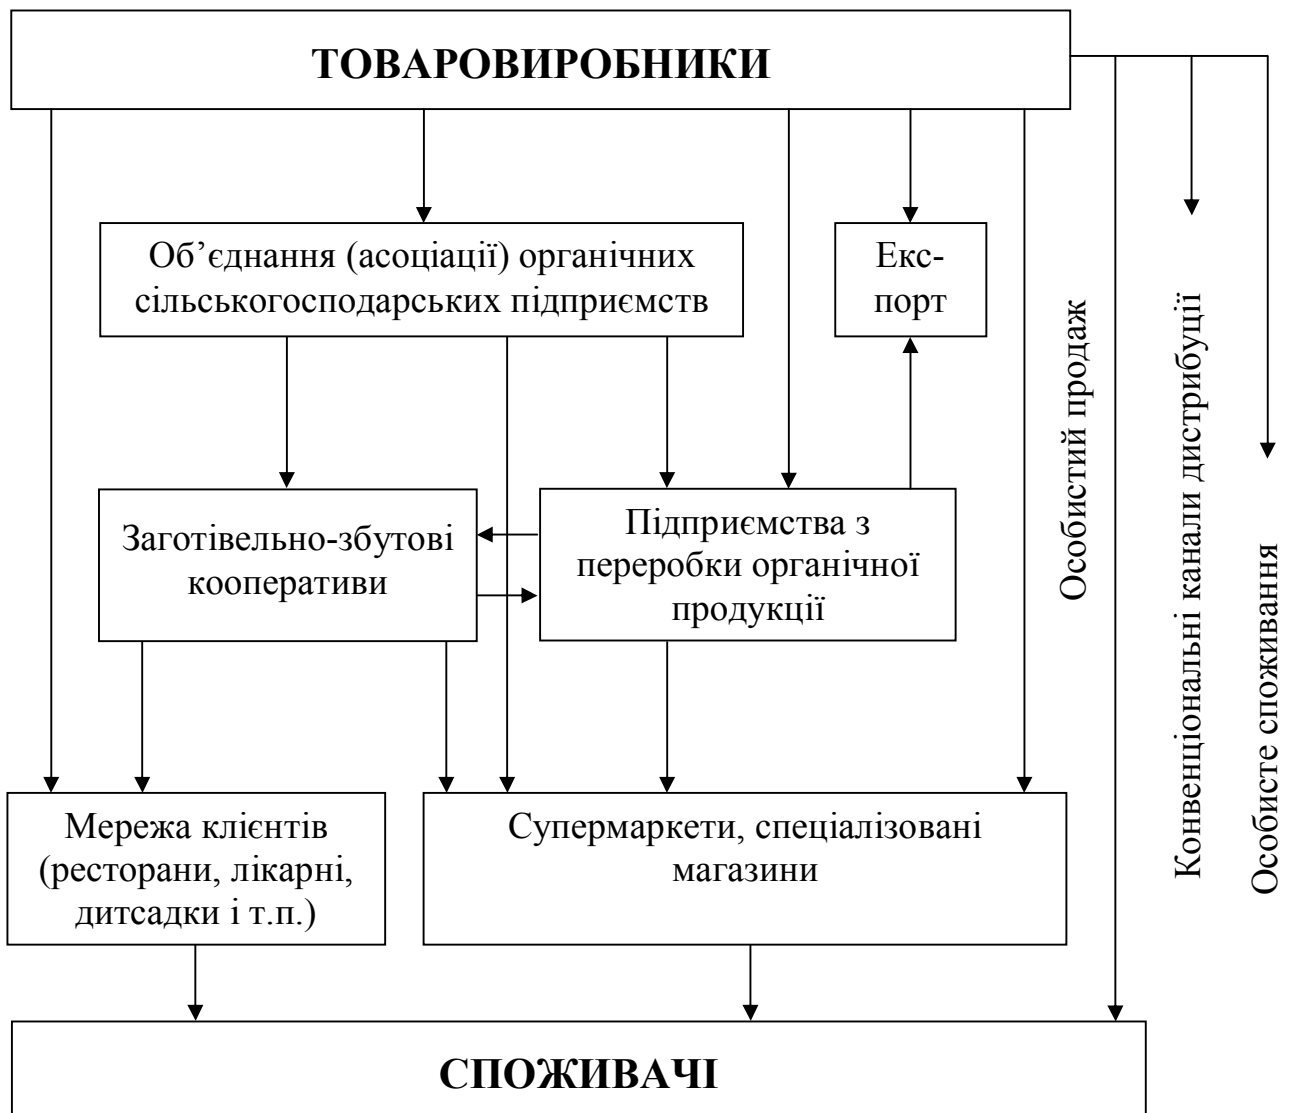 ТОВАРОВИРОБНИКИ
Об’єднання (асоціації) органічних
сільськогосподарських підприємств
Екс-
порт
Особистий продаж
Конвенціональні канали дистрибуції
Особисте споживання
Заготівельно-збутові
кооперативи
Підприємства з
переробки органічної
продукції
Мережа клієнтів
(ресторани, лікарні,
дитсадки і т.п.)
Супермаркети, спеціалізовані
магазини
СПОЖИВАЧІ